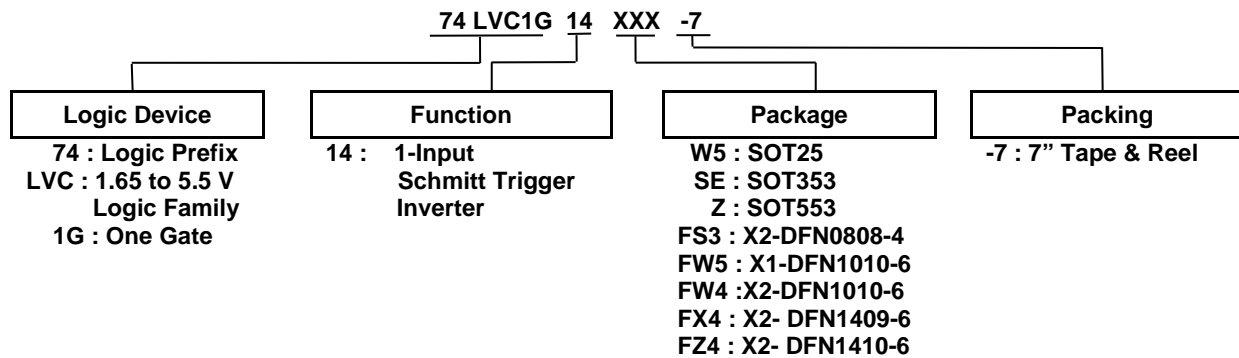 74 LVC1G 14 XXX -7
Logic Device
74 : Logic Prefix
LVC : 1.65 to 5.5 V
Logic Family
1G : One Gate
Function
14 : 1-Input
Schmitt Trigger
Inverter
Package
W5 : SOT25
SE : SOT353
Z : SOT553
FS3 : X2-DFN0808-4
FW5 : X1-DFN1010-6
FW4 :X2-DFN1010-6
FX4 : X2- DFN1409-6
FZ4 : X2- DFN1410-6
Packing
-7 : 7” Tape & Reel